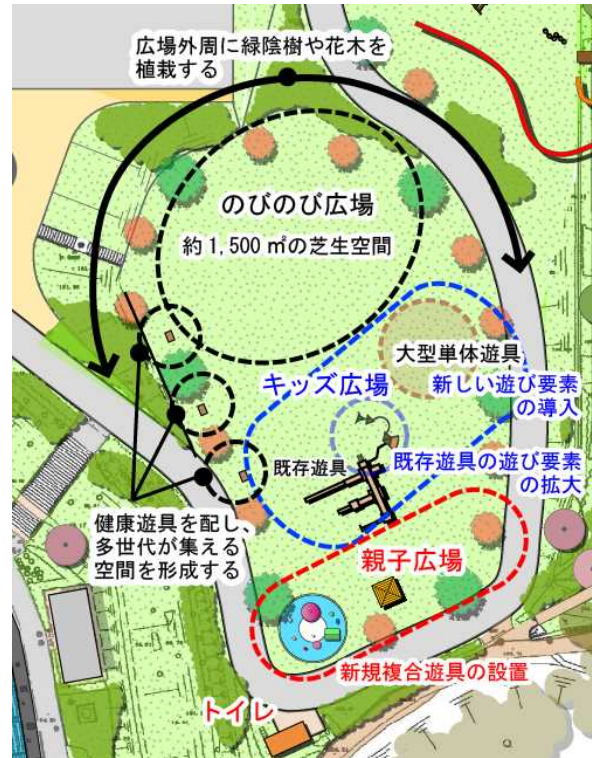 広場外周に緑陰樹や花木を
植栽する
のびのび広場
約1,500㎡の芝生空間
大型単体遊具
キッズ広場
新しい遊び要素
の導入
既存遊具
既存遊具の遊び要素
の拡大
健康遊具を配し、
多世代が集える
空間を形成する
親子広場
新規複合遊具の設置
トイレ